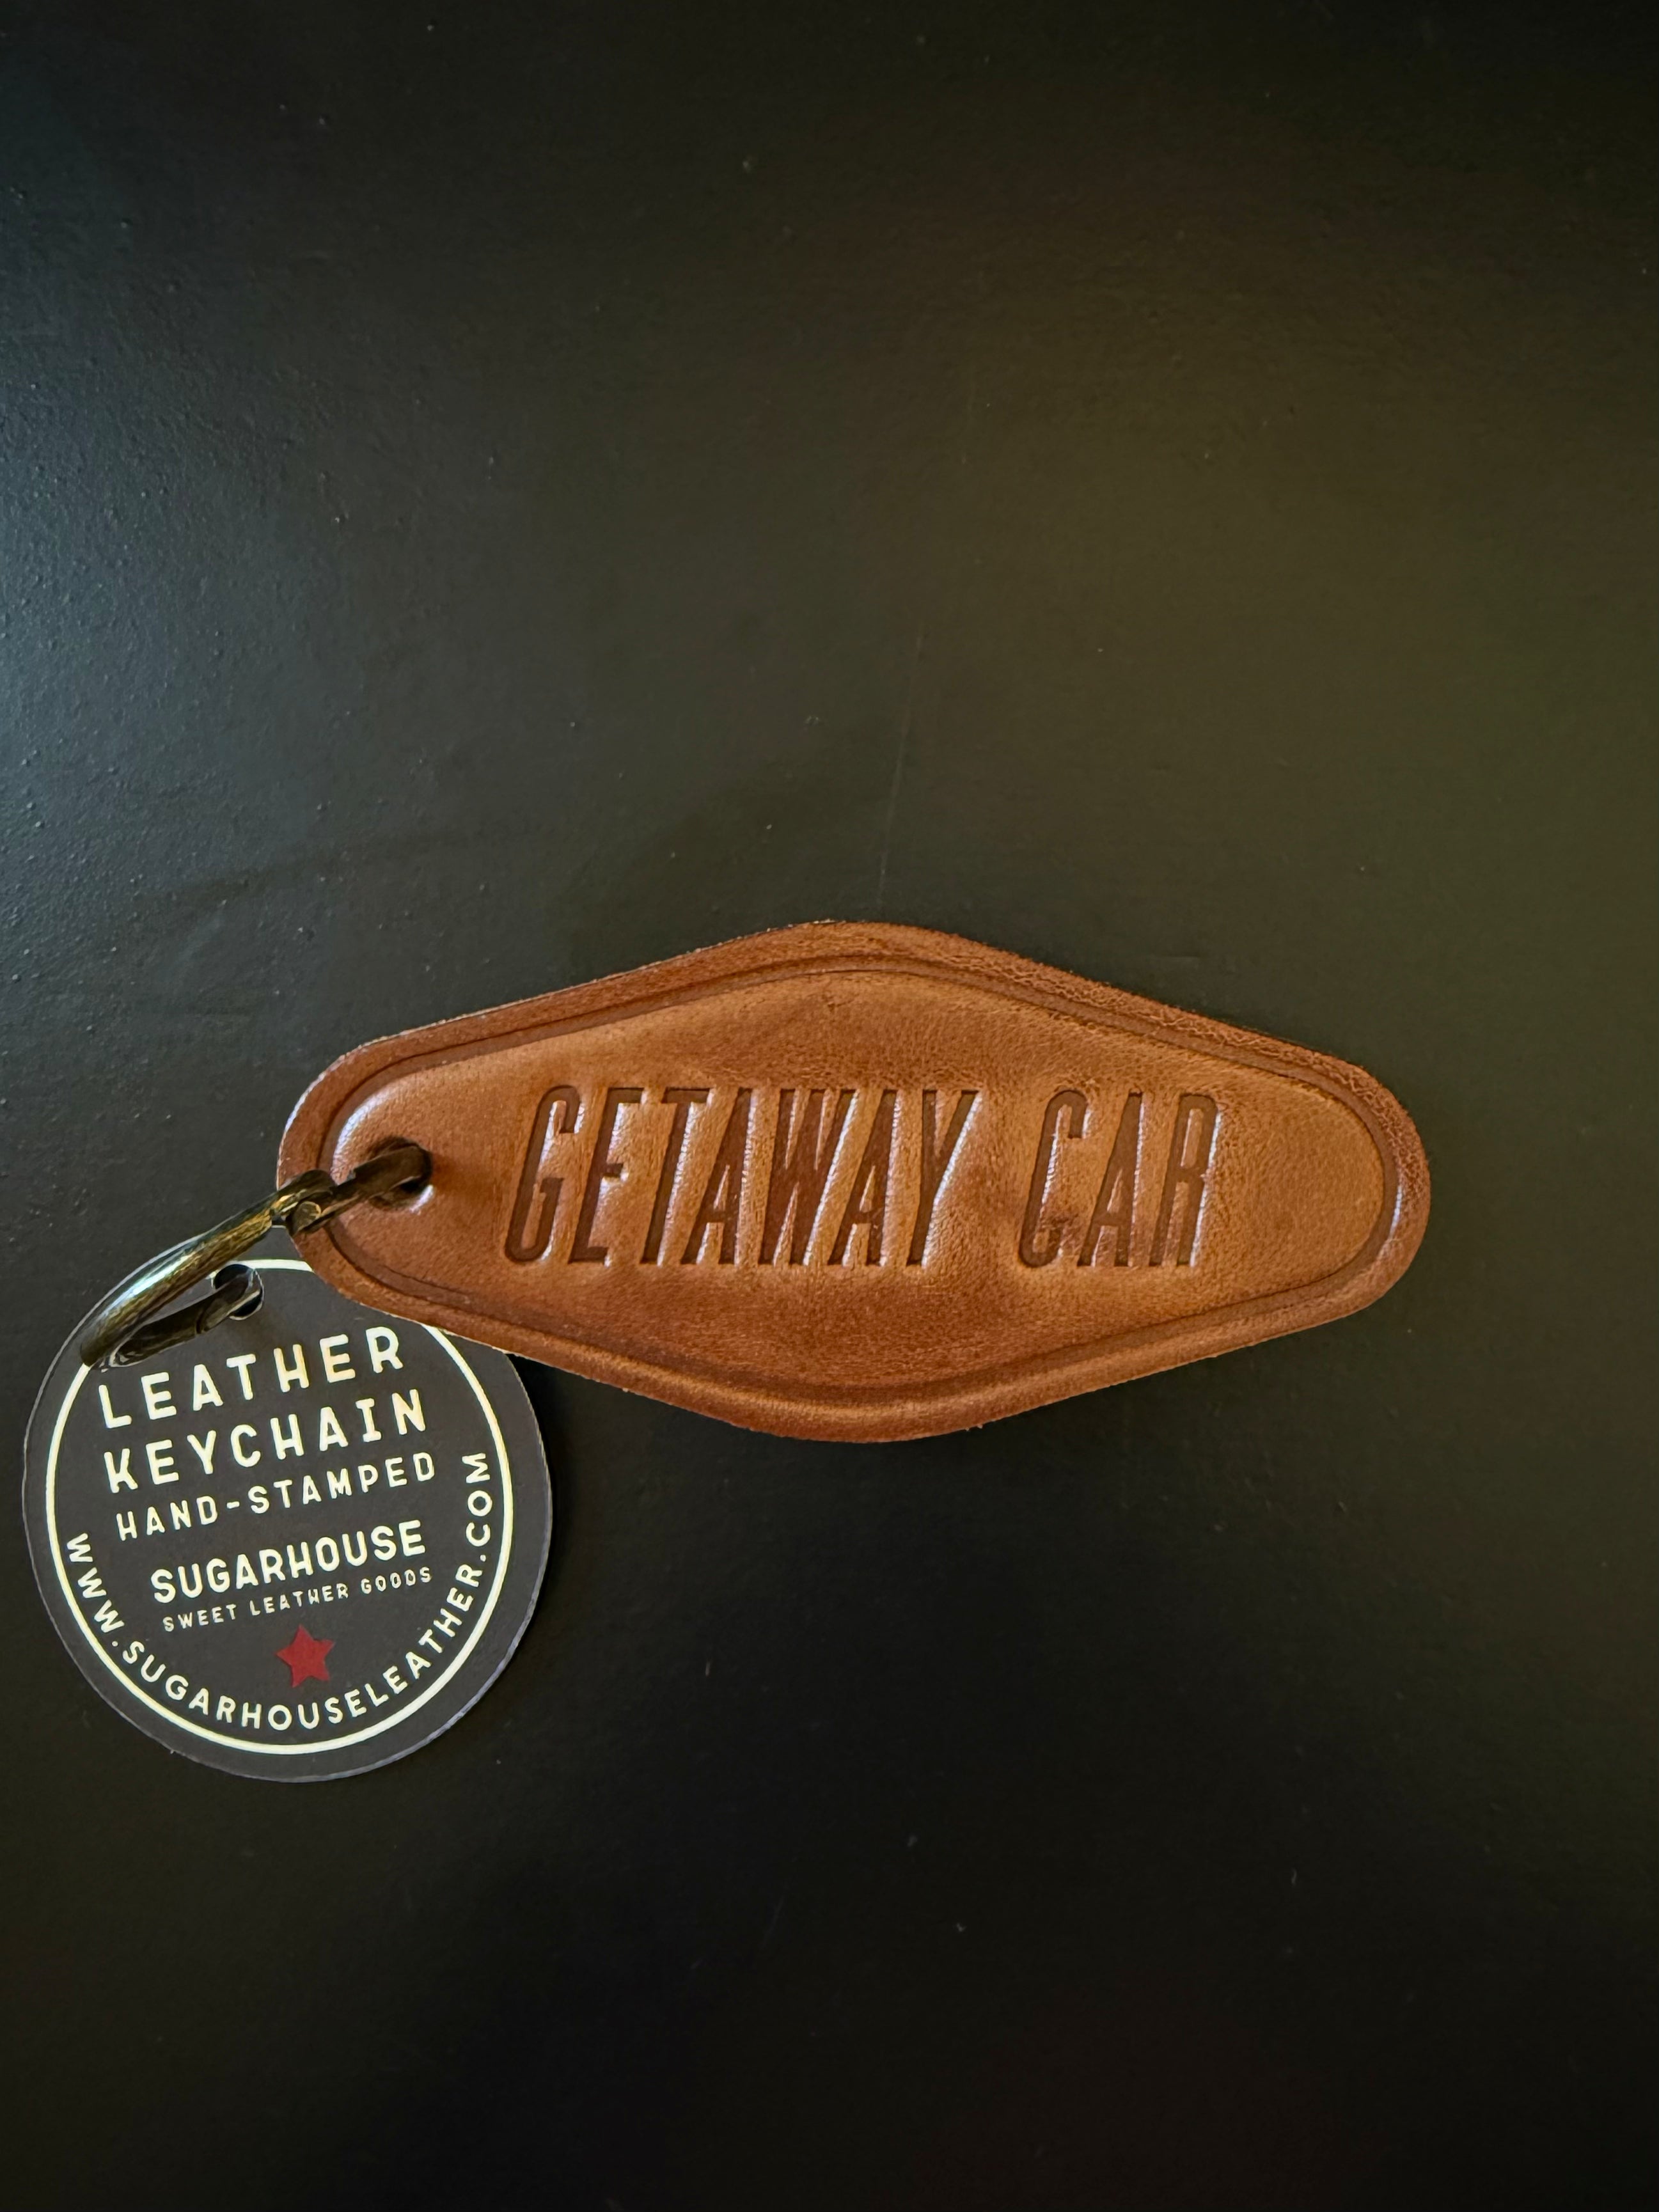 GETAWAY CAR
LEATHER
KEYCHAIN
HAND-STAMPED
SUGARHOUSE
SWEET LEATHER GOODS
WWW.SUGARHOUSELEATHER.COM